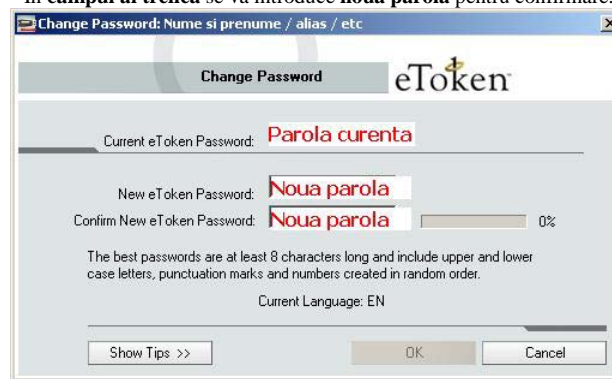 In campul al treilea se va introduce noua parola pentru confirmare.
Change Password: Nume si prenume / alias / etc
Change Password
eToken
Current eToken Password: Parola curenta
New eToken Password: Noua parola
Confirm New eToken Password: Noua parola 0%
The best passwords are at least 8 characters long and include upper and lower
case letters, punctuation marks and numbers created in random order.
Current Language: EN
Show Tips >> OK Cancel